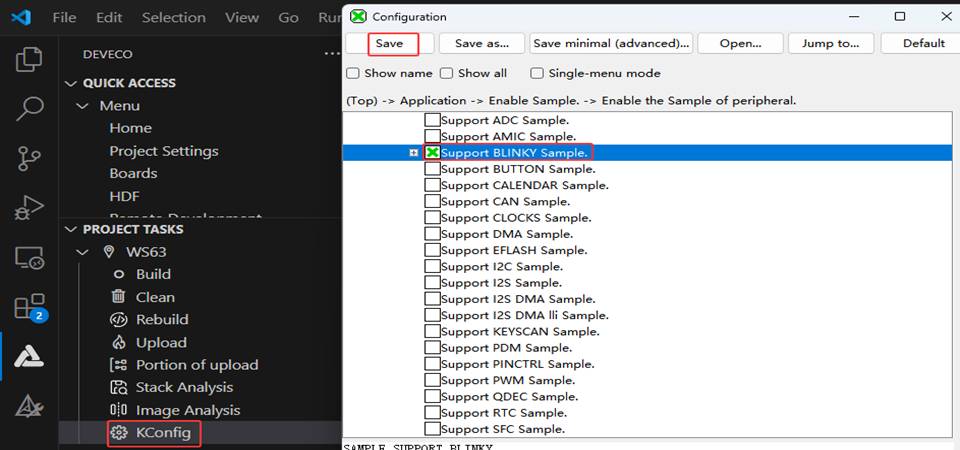 File Edit Selection View Go
DEVECO ...
QUICK ACCESS
Menu
Home
Project Settings
Boards
HDF
PROJECT TASKS
WS63
Build
Clean
Rebuild
Upload
Portion of upload
Stack Analysis
Image Analysis
KConfig
2
Configuration
Save Save as... Save minimal (advanced)... Open... Jump to... Default
Show name Show all Single-menu mode
(Top) -> Application -> Enable Sample. -> Enable the Sample of peripheral.
Support ADC Sample.
Support AMIC Sample.
Support BLINKY Sample.
Support BUTTON Sample.
Support CALENDAR Sample.
Support CAN Sample.
Support CLOCKS Sample.
Support DMA Sample.
Support EFLASH Sample.
Support I2C Sample.
Support I2S Sample.
Support I2S DMA Sample.
Support I2S DMA lli Sample.
Support KEYSCAN Sample.
Support PDM Sample.
Support PINCTRL Sample.
Support PWM Sample.
Support QDEC Sample.
Support RTC Sample.
Support SFC Sample.
SAMPLE_SUPPORT_BLINKY